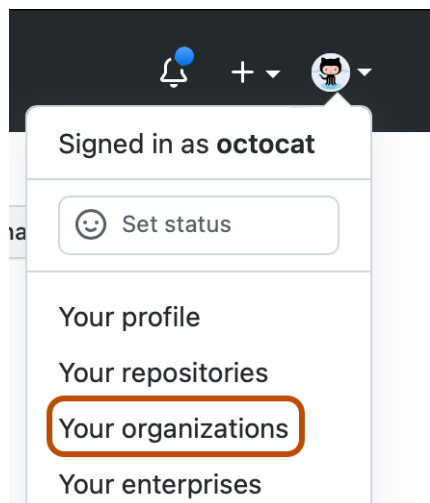 Signed in as octocat
Set status
Your profile
Your repositories
Your organizations
Your enterprises